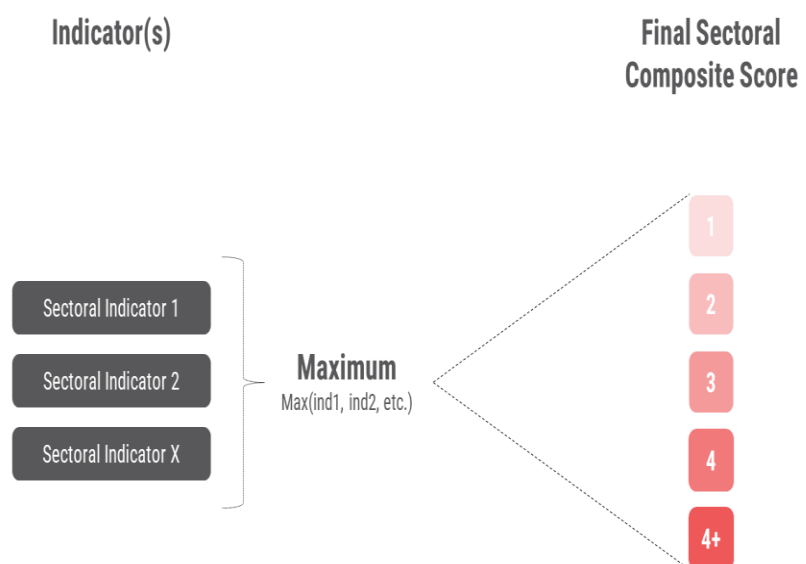 Indicator(s)
Final Sectoral
Composite Score
Sectoral Indicator 1
Sectoral Indicator 2
Sectoral Indicator X
Maximum
Max(ind1, ind2, etc.)
1
2
3
4
4+